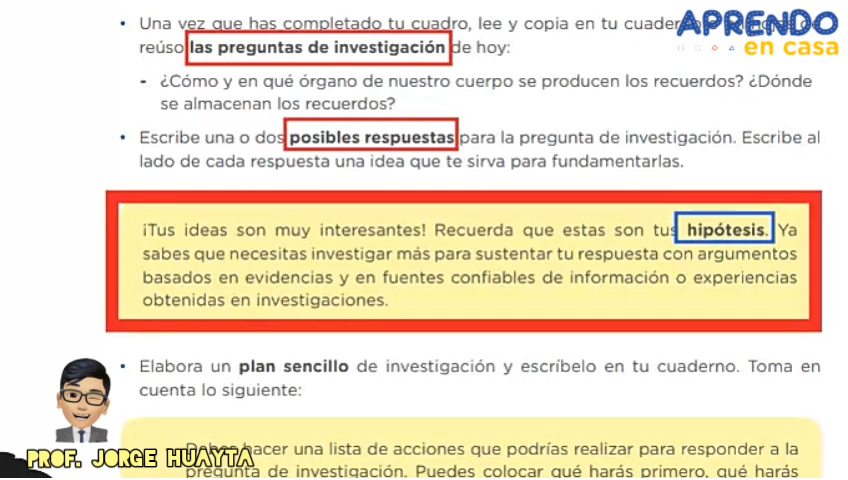 Una vez que has completado tu cuadro, lee y copia en tu
reúso las preguntas de investigación de hoy:
- ¿Cómo y en qué órgano de nuestro cuerpo se producen los recuerdos? ¿Dónde
se almacenan los recuerdos?
• Escribe una o dos posibles respuestas para la pregunta de investigación. Escribe al
lado de cada respuesta una idea que te sirva para fundamentarlas.
¡Tus ideas son muy interesantes! Recuerda que estas son tus hipótesis. Ya
sabes que necesitas investigar más para sustentar tu respuesta con argumentos
basados en evidencias y en fuentes confiables de información o experiencias
obtenidas en investigaciones.
• Elabora un plan sencillo de investigación y escríbelo en tu cuaderno. Toma en
cuenta lo siguiente:
Debes hacer una lista de acciones que podrías realizar para responder a la
pregunta de investigación. Puedes colocar qué harás primero, qué harás
APRENDO
en casa
PROF. JORGE HUAYTA